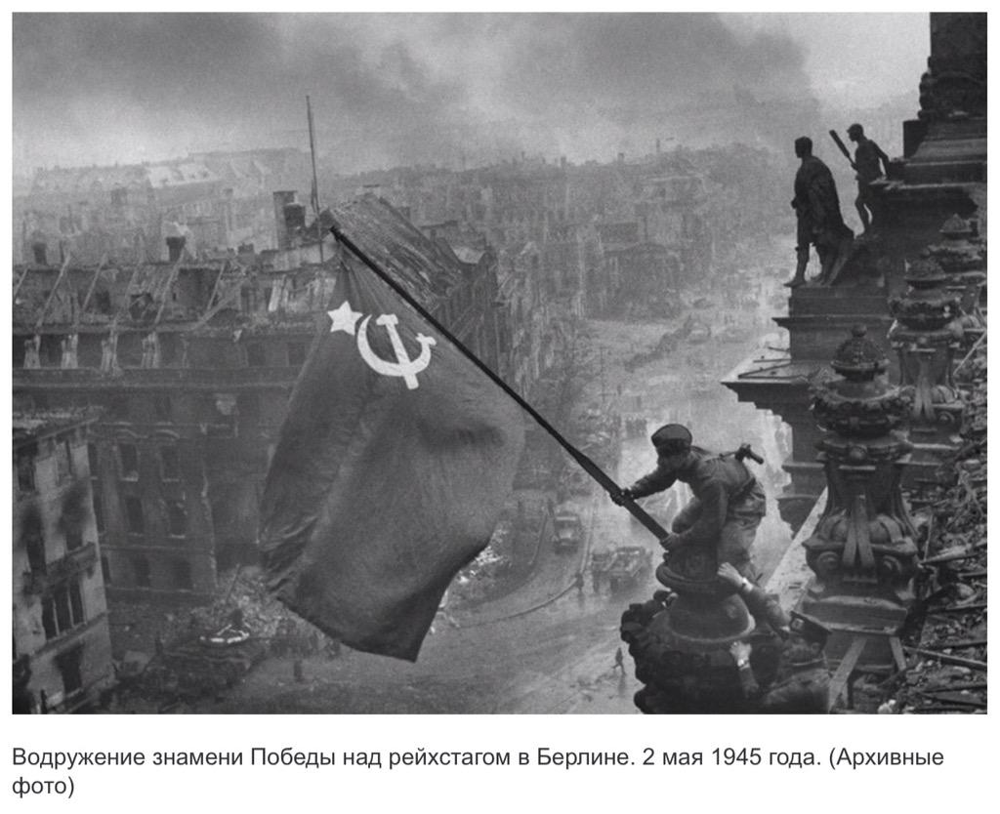 Водружение знамени Победы над рейхстагом в Берлине. 2 мая 1945 года. (Архивные
фото)